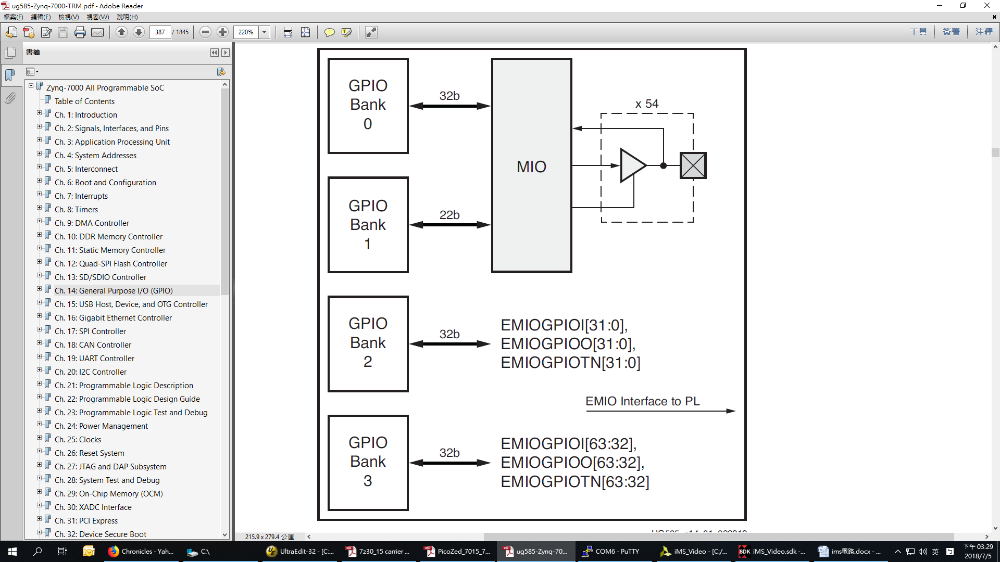 ug585-Zynq-7000-TRM.pdf - Adobe Reader
檔案(F) 編輯(E) 檢視(V) 視窗(W) 說明(H)
387 / 1845 220% 工具 簽署 注釋
書籤
Zynq-7000 All Programmable SoC
Table of Contents
Ch. 1: Introduction
Ch. 2: Signals, Interfaces, and Pins
Ch. 3: Application Processing Unit
Ch. 4: System Addresses
Ch. 5: Interconnect
Ch. 6: Boot and Configuration
Ch. 7: Interrupts
Ch. 8: Timers
Ch. 9: DMA Controller
Ch. 10: DDR Memory Controller
Ch. 11: Static Memory Controller
Ch. 12: Quad-SPI Flash Controller
Ch. 13: SD/SDIO Controller
Ch. 14: General Purpose I/O (GPIO)
Ch. 15: USB Host, Device, and OTG Controller
Ch. 16: Gigabit Ethernet Controller
Ch. 17: SPI Controller
Ch. 18: CAN Controller
Ch. 19: UART Controller
Ch. 20: I2C Controller
Ch. 21: Programmable Logic Description
Ch. 22: Programmable Logic Design Guide
Ch. 23: Programmable Logic Test and Debug
Ch. 24: Power Management
Ch. 25: Clocks
Ch. 26: Reset System
Ch. 27: JTAG and DAP Subsystem
Ch. 28: System Test and Debug
Ch. 29: On-Chip Memory (OCM)
Ch. 30: XADC Interface
Ch. 31: PCI Express
Ch. 32: Device Secure Boot
GPIO
Bank
0
32b
MIO
x 54
GPIO
Bank
1
22b
GPIO
Bank
2
32b
EMIOGPIOI[31:0],
EMIOGPIOO[31:0],
EMIOGPIOTN[31:0]
EMIO Interface to PL
GPIO
Bank
3
32b
EMIOGPIOI[63:32],
EMIOGPIOO[63:32],
EMIOGPIOTN[63:32]
215.9 x 279.4 公厘
Chronicles - Yah... C:\ UltraEdit-32 - [C:... 7z30_15 carrier ... PicoZed_7015_7... ug585-Zynq-70... COM6 - PuTTY iMS_Video - [C:/... SDK iMS_Video.sdk -... ims電路.docx - ... 英 下午 03:29
2018/7/5